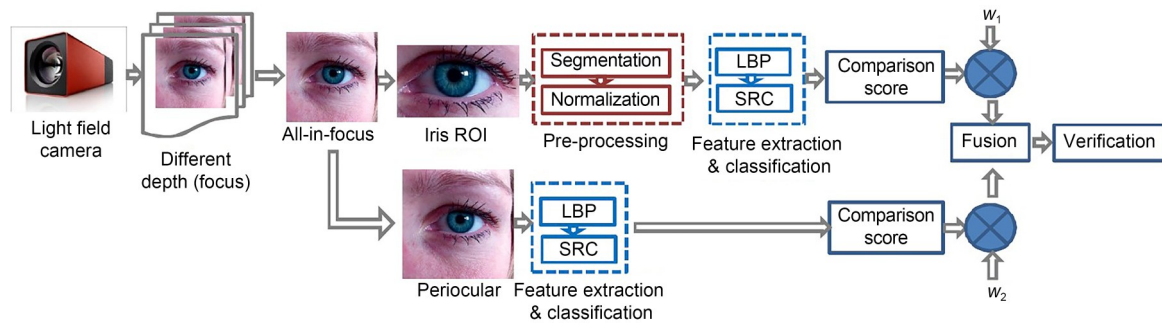 Light field
camera
Different
depth (focus)
All-in-focus
Iris ROI
Segmentation
Normalization
Pre-processing
LBP
SRC
Feature extraction
& classification
Comparison
score
w1
Fusion
Verification
Periocular
LBP
SRC
Feature extraction
& classification
Comparison
score
w2